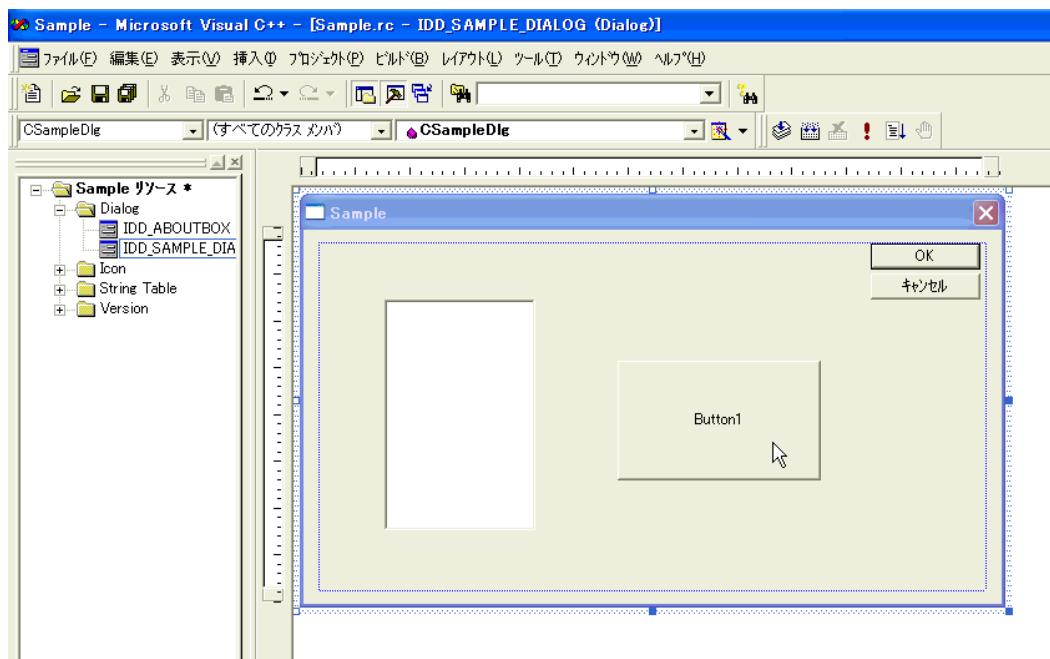 Sample - Microsoft Visual C++ - [Sample.rc - IDD_SAMPLE_DIALOG (Dialog)]
ﾌｧｲﾙ(F) 編集(E) 表示(V) 挿入(I) ﾌﾟﾛｼﾞｪｸﾄ(P) ﾋﾞﾙﾄﾞ(B) ﾚｲｱｳﾄ(L) ﾂｰﾙ(T) ｳｨﾝﾄﾞｳ(W) ﾍﾙﾌﾟ(H)
CSampleDlg (すべてのｸﾗｽ ﾒﾝﾊﾞ) CSampleDlg
Sample ﾘｿｰｽ *
Dialog
IDD_ABOUTBOX
IDD_SAMPLE_DIA
Icon
String Table
Version
Sample
OK
ｷｬﾝｾﾙ
Button1